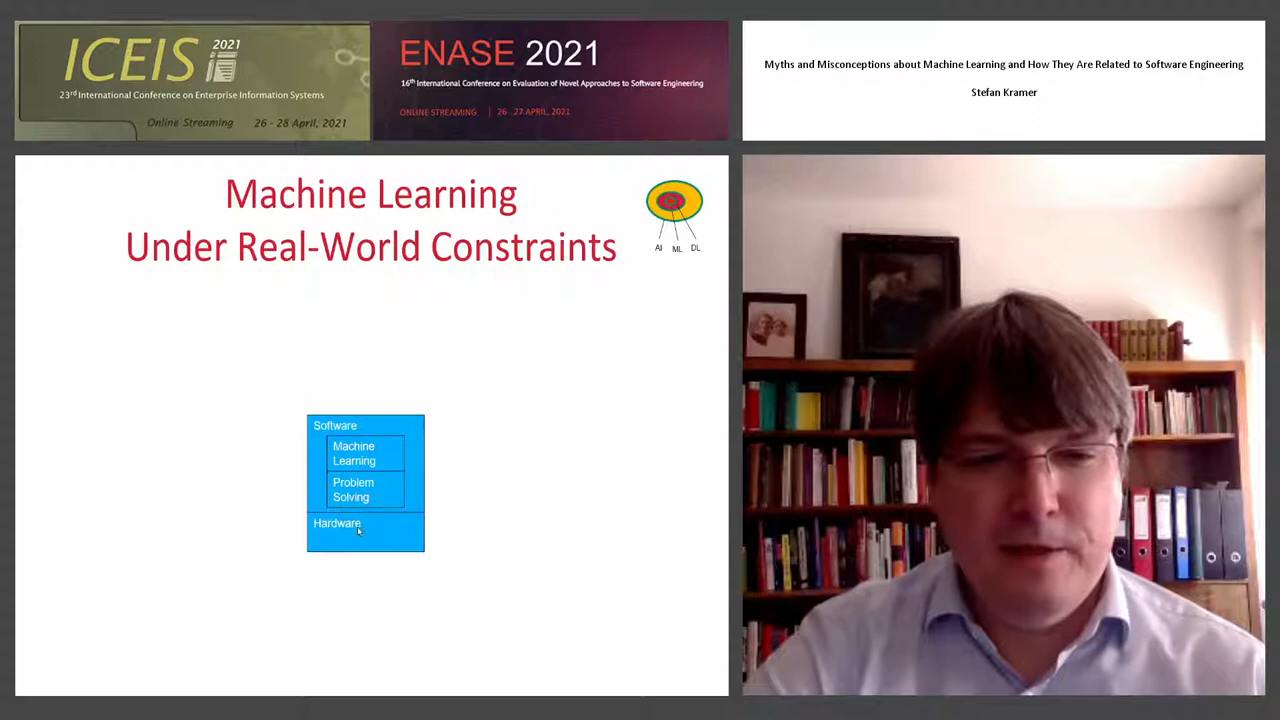 ICEIS 2021
23rd International Conference on Enterprise Information Systems
Online Streaming 26 - 28 April, 2021
ENASE 2021
16th International Conference on Evaluation of Novel Approaches to Software Engineering
ONLINE STREAMING | 26 - 27 APRIL, 2021
Myths and Misconceptions about Machine Learning and How They Are Related to Software Engineering
Stefan Kramer
Machine Learning
Under Real-World Constraints
AI ML DL
Software
Machine
Learning
Problem
Solving
Hardware